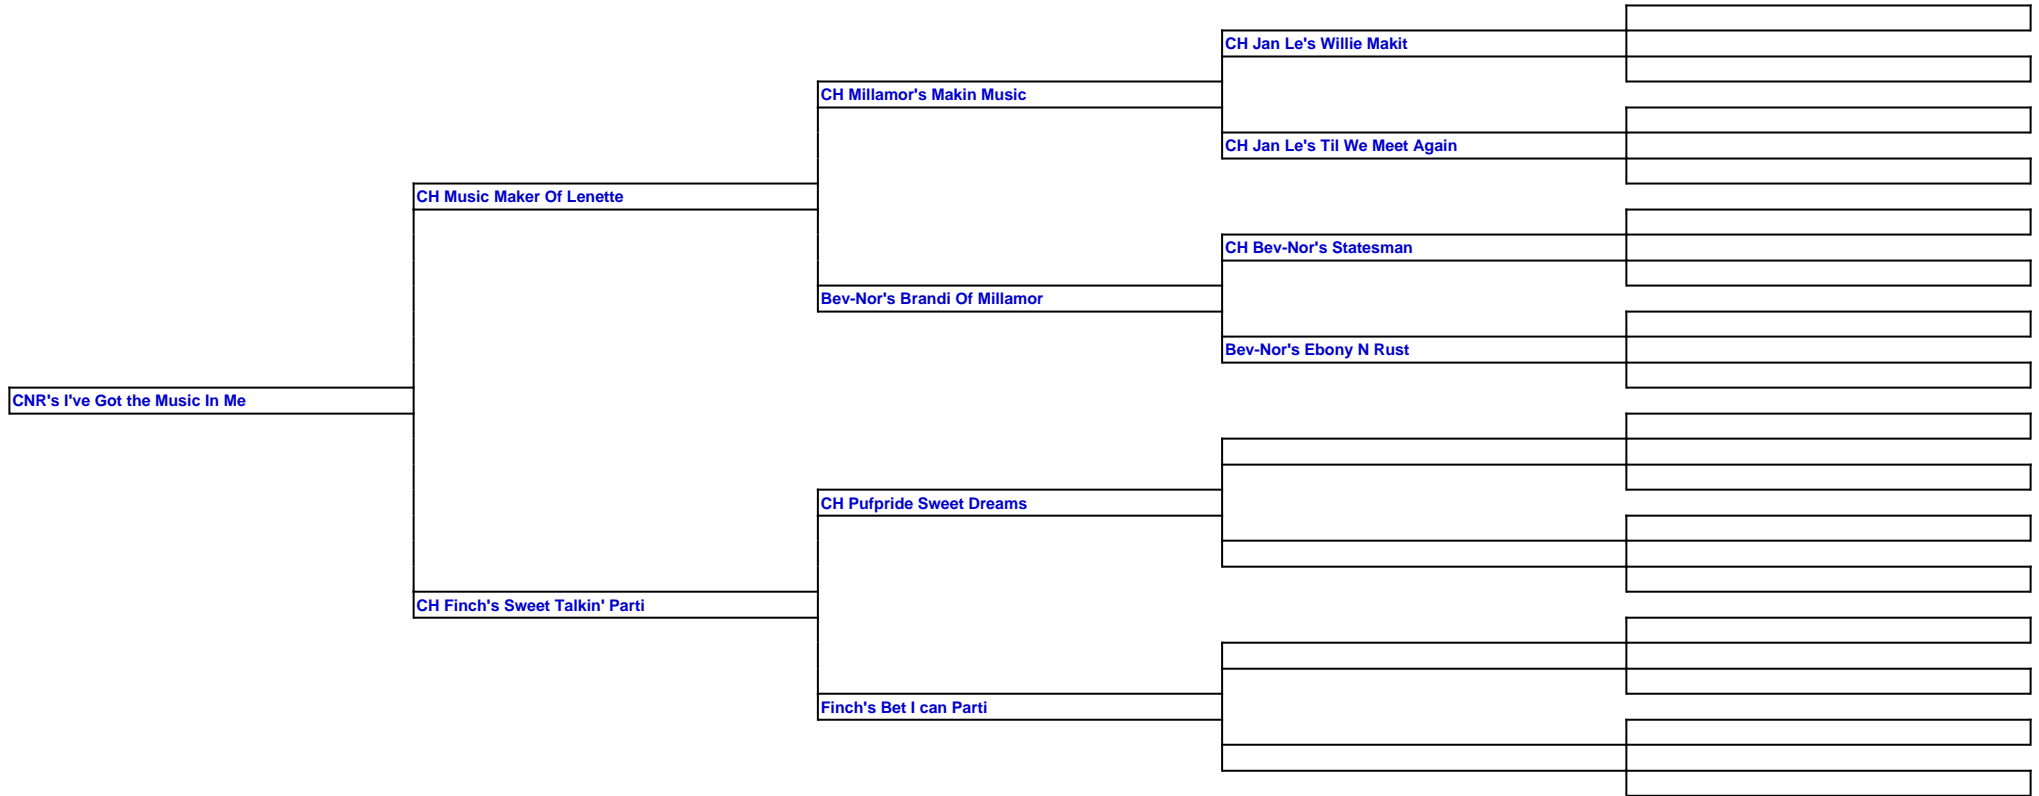 CH Jan Le's Willie Makit
CH Millamor's Makin Music
CH Jan Le's Til We Meet Again
CH Music Maker Of Lenette
CH Bev-Nor's Statesman
Bev-Nor's Brandi Of Millamor
Bev-Nor's Ebony N Rust
CNR's I've Got the Music In Me
CH Pufpride Sweet Dreams
CH Finch's Sweet Talkin' Parti
Finch's Bet I can Parti